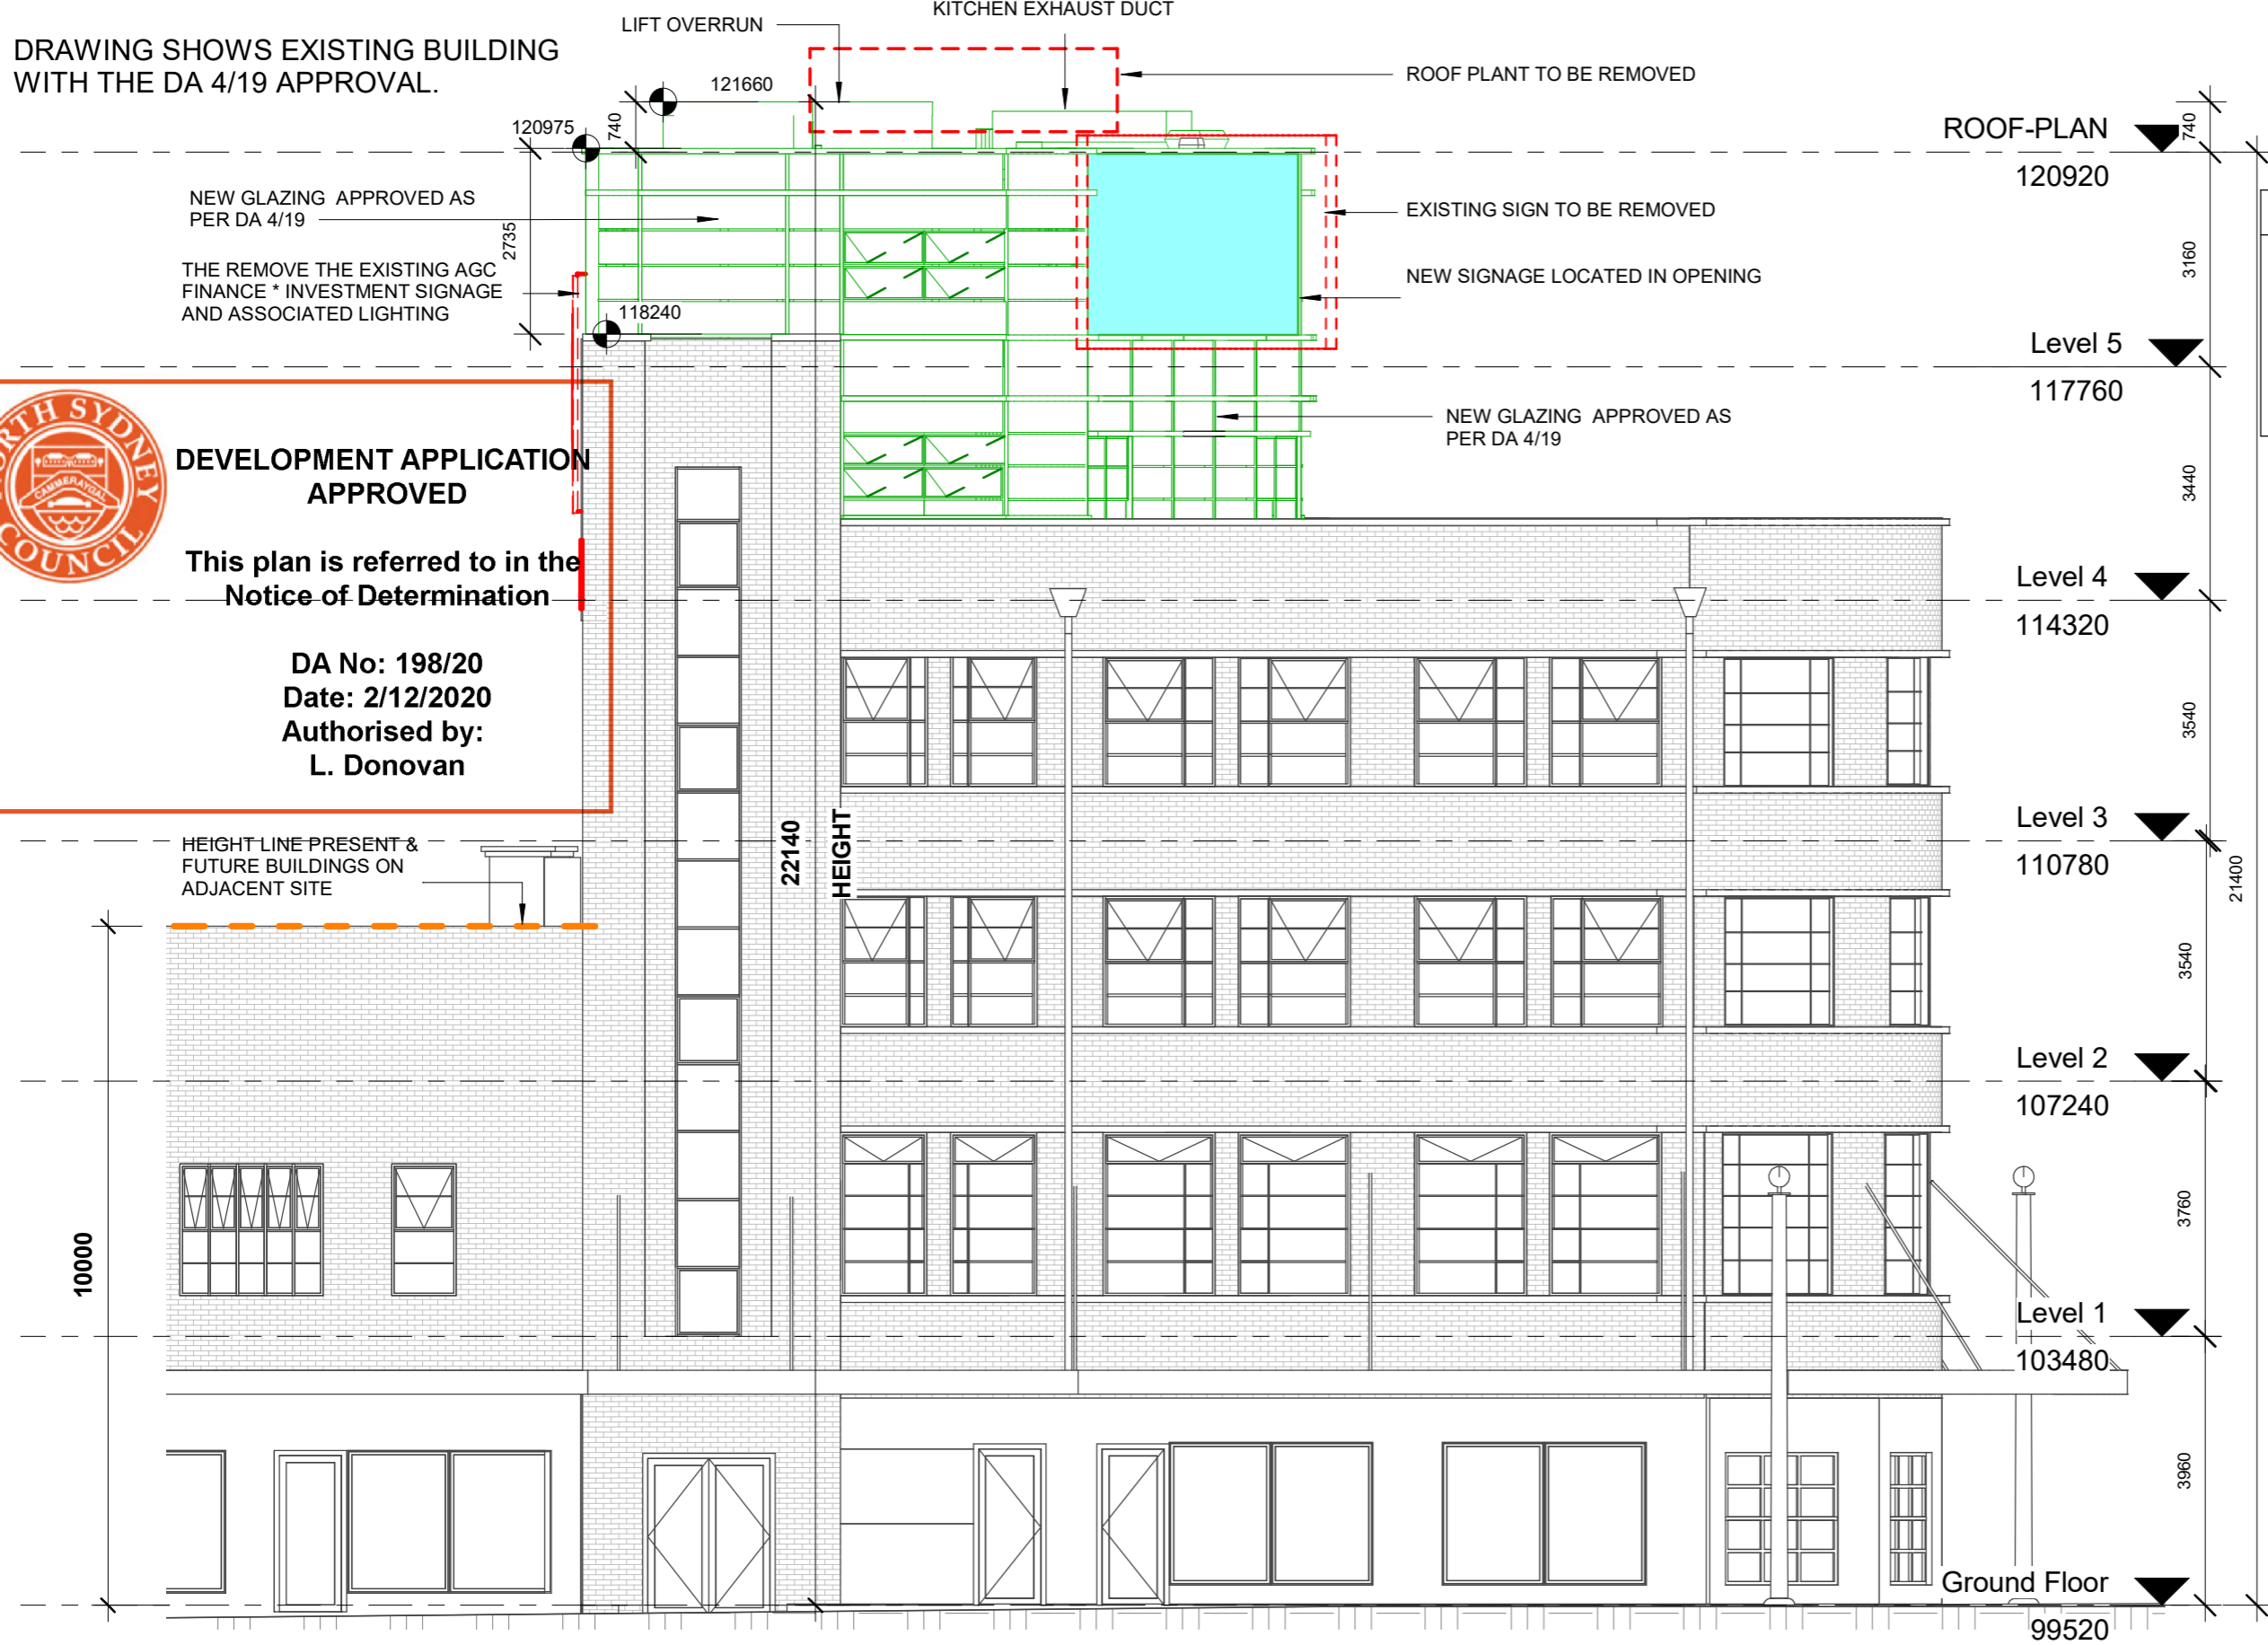 KITCHEN EXHAUST DUCT
LIFT OVERRUN
DRAWING SHOWS EXISTING BUILDING
WITH THE DA 4/19 APPROVAL.
ROOF PLANT TO BE REMOVED
121660
740
120975
ROOF-PLAN
740
120920
NEW GLAZING APPROVED AS
PER DA 4/19
2735
EXISTING SIGN TO BE REMOVED
3160
THE REMOVE THE EXISTING AGC
FINANCE * INVESTMENT SIGNAGE
AND ASSOCIATED LIGHTING
NEW SIGNAGE LOCATED IN OPENING
118240
Level 5
117760
NEW GLAZING APPROVED AS
PER DA 4/19
3440
NORTH SYDNEY
CAMMERAYGAL
COUNCIL
DEVELOPMENT APPLICATION
APPROVED
This plan is referred to in the
Notice of Determination
DA No: 198/20
Date: 2/12/2020
Authorised by:
L. Donovan
Level 4
114320
3540
Level 3
110780
22140
HEIGHT
HEIGHT LINE PRESENT &
FUTURE BUILDINGS ON
ADJACENT SITE
21400
3540
Level 2
107240
3760
10000
Level 1
103480
3960
Ground Floor
99520